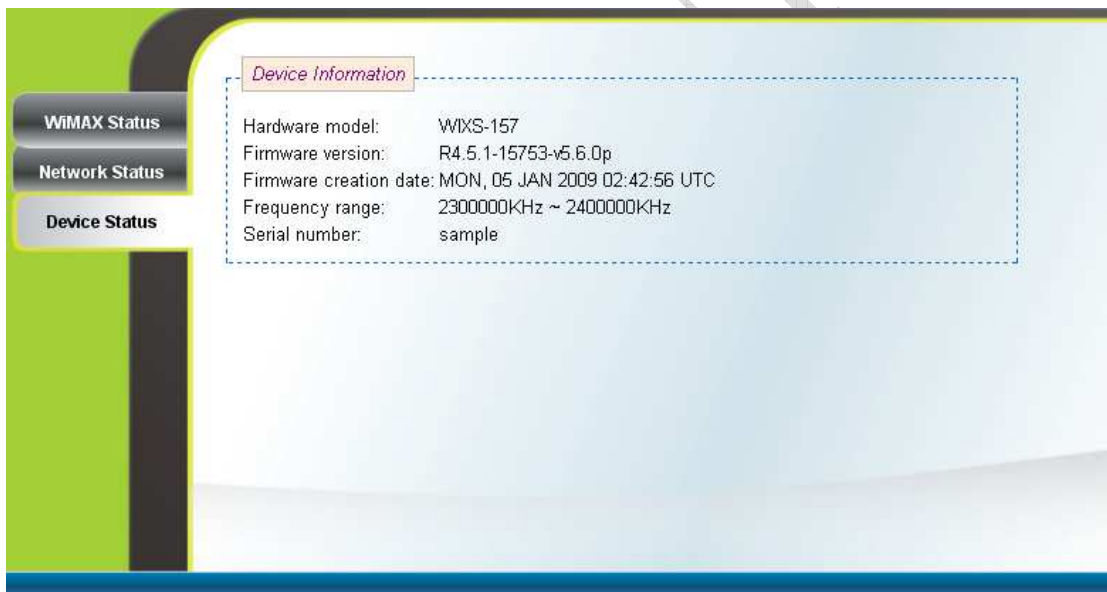 WiMAX Status
Network Status
Device Status
Device Information
Hardware model: WIXS-157
Firmware version: R4.5.1-15753-v5.6.0p
Firmware creation date: MON, 05 JAN 2009 02:42:56 UTC
Frequency range: 2300000KHz ~ 2400000KHz
Serial number: sample